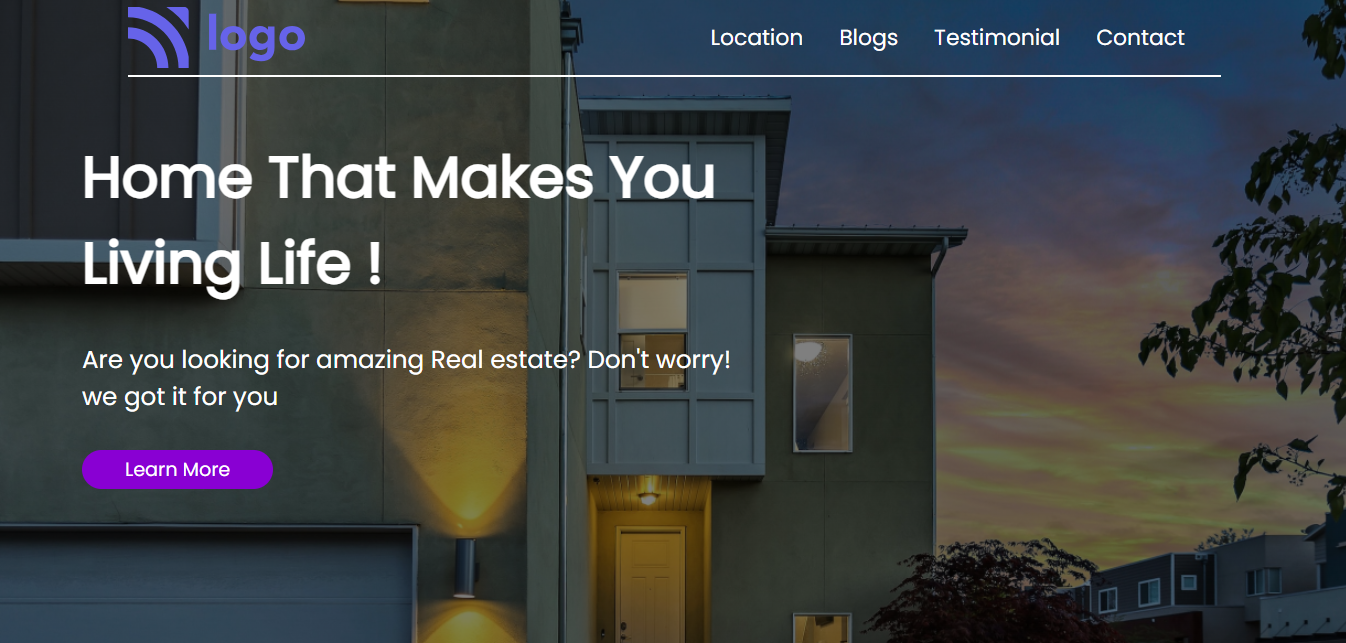 logo
Location Blogs Testimonial Contact
Home That Makes You
Living Life !
Are you looking for amazing Real estate? Don't worry!
we got it for you
Learn More